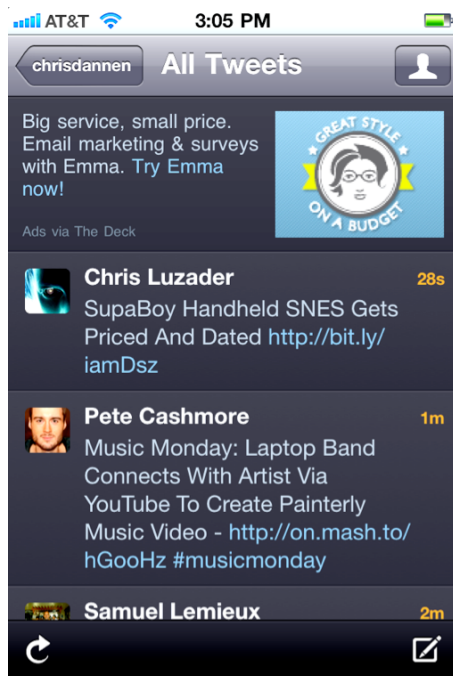 AT&T 3:05 PM
chrisdannen All Tweets
Big service, small price.
Email marketing & surveys
with Emma. Try Emma
now!
Ads via The Deck
GREAT STYLE
ON A BUDGET
Chris Luzader 28s
SupaBoy Handheld SNES Gets
Priced And Dated http://bit.ly/
iamDsz
Pete Cashmore 1m
Music Monday: Laptop Band
Connects With Artist Via
YouTube To Create Painterly
Music Video - http://on.mash.to/
hGooHz #musicmonday
Samuel Lemieux 2m